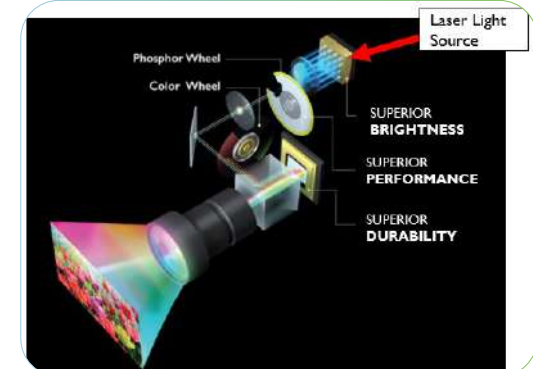 Laser Light
Source
Phosphor Wheel
Color Wheel
SUPERIOR
BRIGHTNESS
SUPERIOR
PERFORMANCE
SUPERIOR
DURABILITY